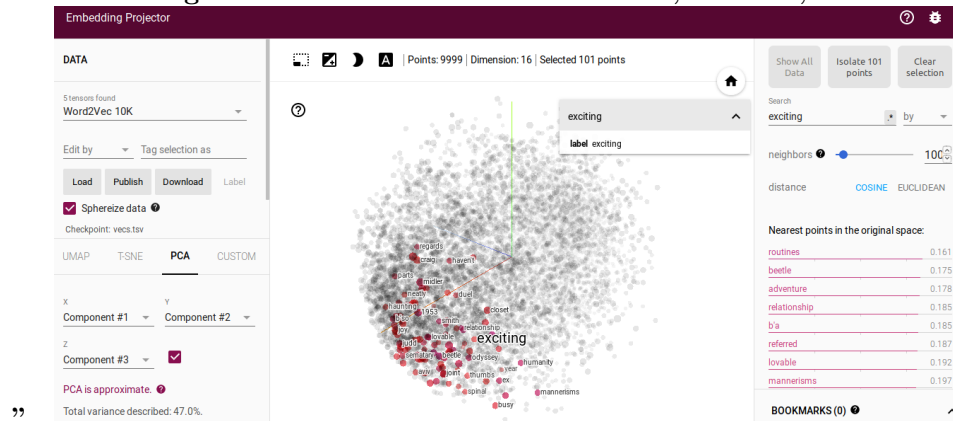 Embedding Projector
DATA
5 tensors found
Word2Vec 10K
Edit by
Tag selection as
Load Publish Download Label
Sphereize data
Checkpoint: vecs.tsv
UMAP T-SNE PCA CUSTOM
X Y
Component #1 Component #2
Z
Component #3
PCA is approximate.
Total variance described: 47.0%.
Points: 9999 | Dimension: 16 | Selected 101 points
exciting
label exciting
regards
craig haven't
parts
midler
neatly duel
haunting
1953 closet
smith
joy relationship
judd lovable exciting
sematary beetle odyssey
humanity
year
aviv joint thumbs
ex
spinal mannerisms
busy
Show All Data
Isolate 101 points
Clear selection
Search
exciting .* by
neighbors 100
distance COSINE EUCLIDEAN
Nearest points in the original space:
routines 0.161
beetle 0.175
adventure 0.178
relationship 0.185
b'a 0.185
referred 0.187
lovable 0.192
mannerisms 0.197
BOOKMARKS (0)
”